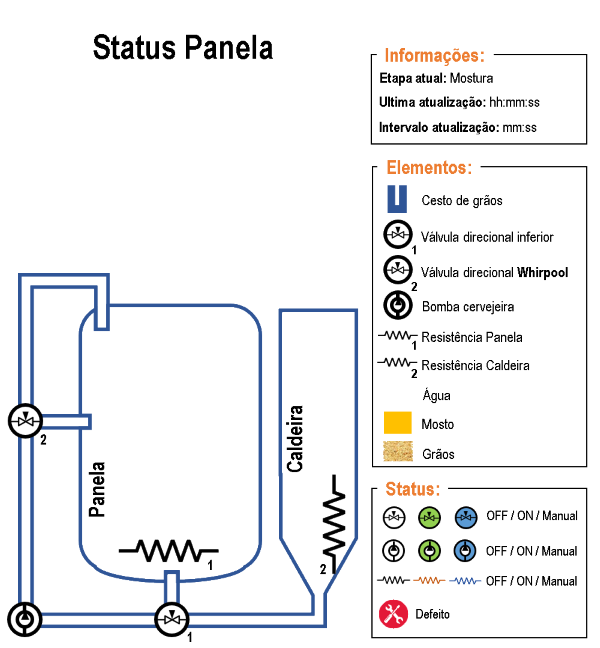 Status Panela
Informações:
Etapa atual: Mostura
Ultima atualização: hh:mm:ss
Intervalo atualização: mm:ss
Elementos:
Cesto de grãos
1 Válvula direcional inferior
2 Válvula direcional Whirpool
Bomba cervejeira
1 Resistência Panela
2 Resistência Caldeira
Água
Mosto
Grãos
Status:
OFF / ON / Manual
OFF / ON / Manual
OFF / ON / Manual
Defeito
Panela
Caldeira
2
1
2
1